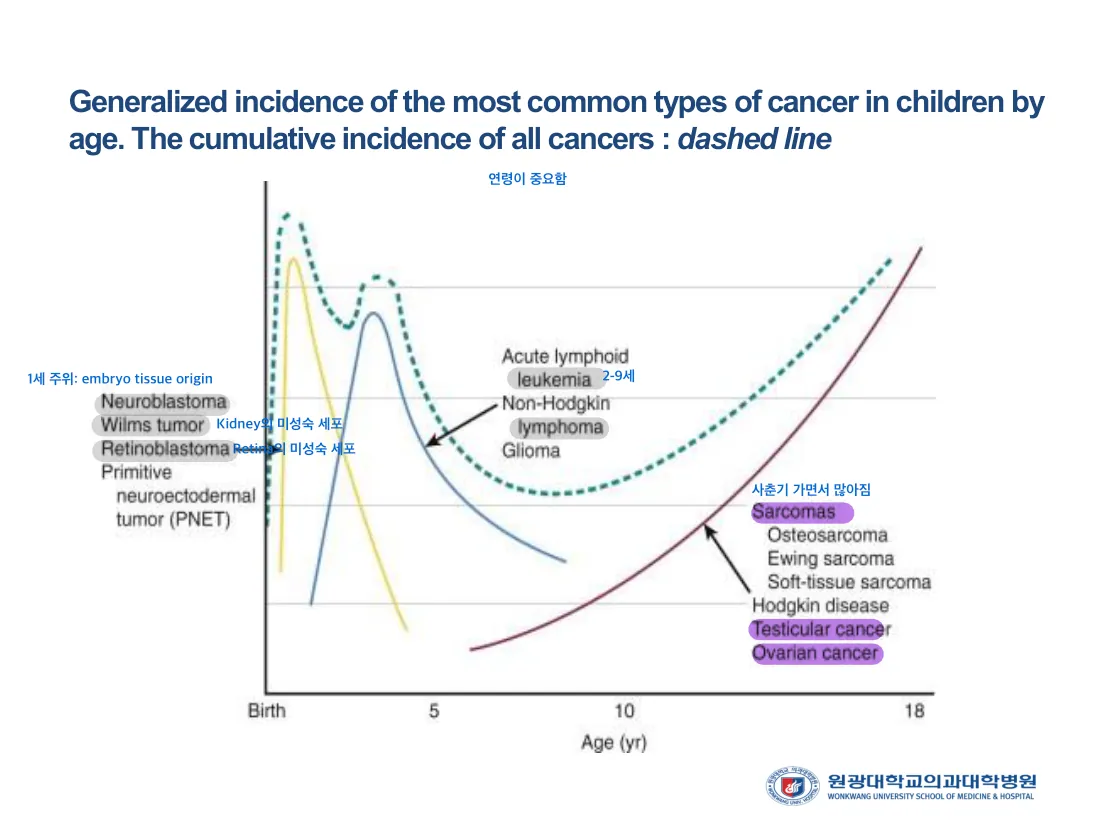 Generalized incidence of the most common types of cancer in children by
age. The cumulative incidence of all cancers : dashed line
연령이 중요함
1세 주위: embryo tissue origin
Neuroblastoma
Wilms tumor Kidney의 미성숙 세포
Retinoblastoma Retina의 미성숙 세포
Primitive
neuroectodermal
tumor (PNET)
Acute lymphoid
leukemia 2-9세
Non-Hodgkin
lymphoma
Glioma
사춘기 가면서 많아짐
Sarcomas
Osteosarcoma
Ewing sarcoma
Soft-tissue sarcoma
Hodgkin disease
Testicular cancer
Ovarian cancer
Birth 5 10 18
Age (yr)
원광대학교의과대학병원
WONKWANG UNIVERSITY SCHOOL OF MEDICINE & HOSPITAL